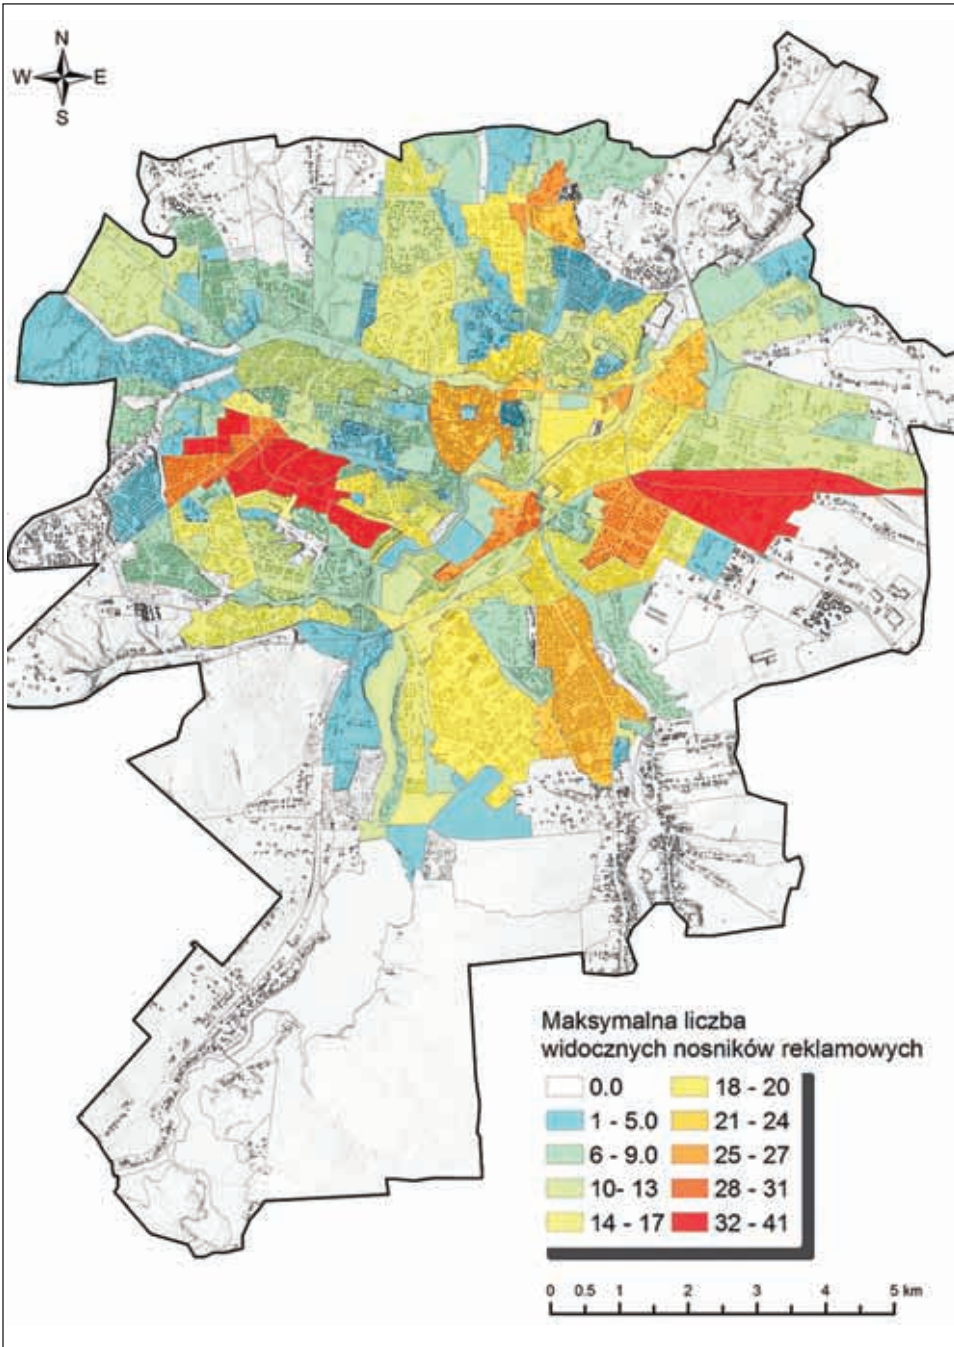 N
W E
S
Maksymalna liczba
widocznych nosników reklamowych
0.0 18 - 20
1 - 5.0 21 - 24
6 - 9.0 25 - 27
10- 13 28 - 31
14 - 17 32 - 41
0 0.5 1 2 3 4 5 km